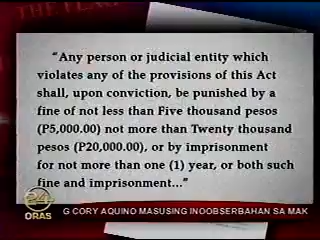 THE FLAG
“Any person or judicial entity which
violates any of the provisions of this Act
shall, upon conviction, be punished by a
fine of not less than Five thousand pesos
(P5,000.00) not more than Twenty thousand
pesos (P20,000.00), or by imprisonment
for not more than one (1) year, or both such
fine and imprisonment...”
24
ORAS
G CORY AQUINO MASUSING INOOBSERBAHAN SA MAK